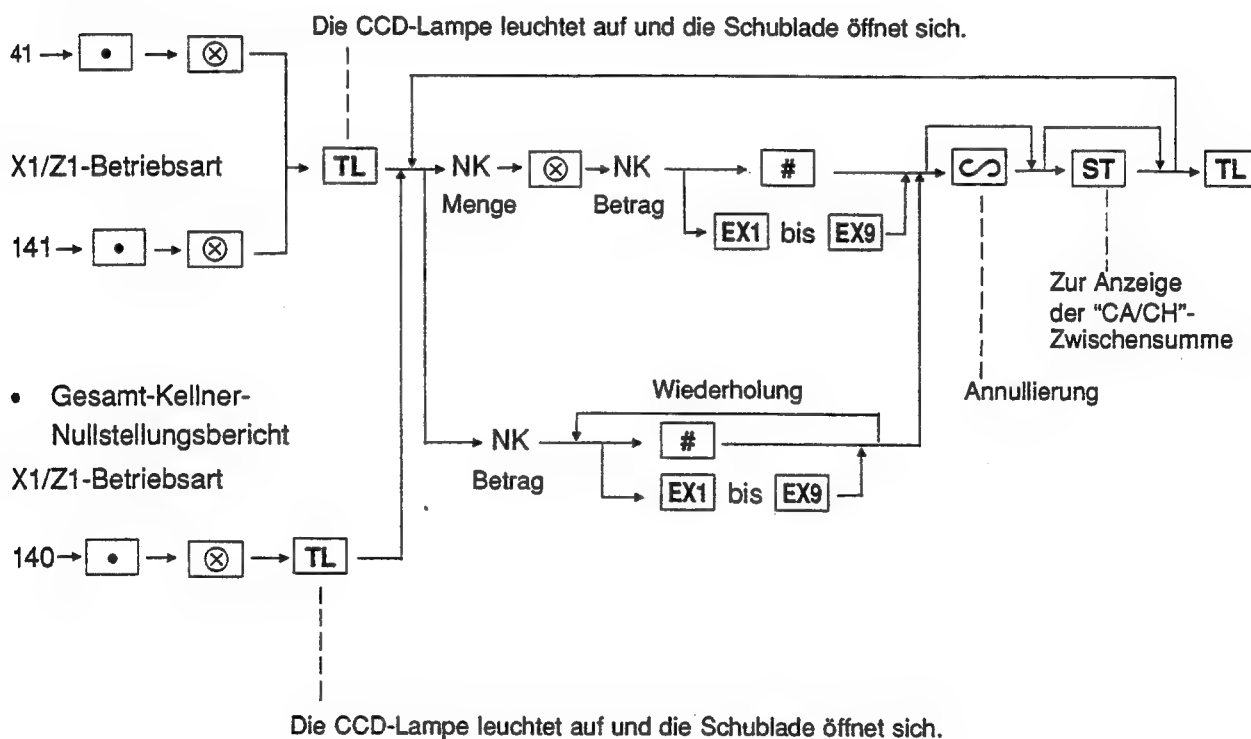 Die CCD-Lampe leuchtet auf und die Schublade öffnet sich.
41 → • → ⊗
X1/Z1-Betriebsart
TL
NK → ⊗ → NK
#
∽
ST
TL
Menge
Betrag
EX1 bis EX9
141 → • → ⊗
Zur Anzeige
der "CA/CH"-
Zwischensumme
Annullierung
• Gesamt-Kellner-
Nullstellungsbericht
X1/Z1-Betriebsart
Wiederholung
NK
#
Betrag
EX1 bis EX9
140 → • → ⊗ → TL
Die CCD-Lampe leuchtet auf und die Schublade öffnet sich.